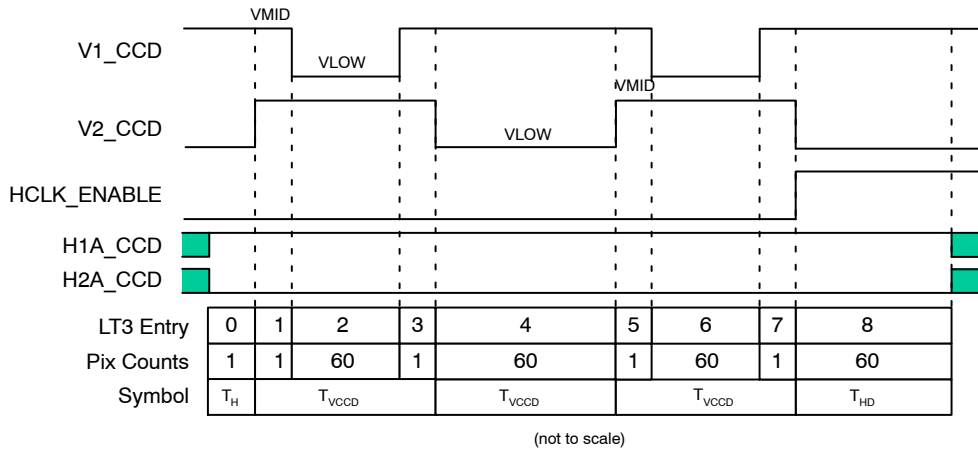 VMID
V1_CCD
VLOW
VMID
V2_CCD
VLOW
HCLK_ENABLE
H1A_CCD
H2A_CCD
LT3 Entry 0 1 2 3 4 5 6 7 8
Pix Counts 1 1 60 1 60 1 60 1 60
Symbol TH TVCCD TVCCD TVCCD THD
(not to scale)